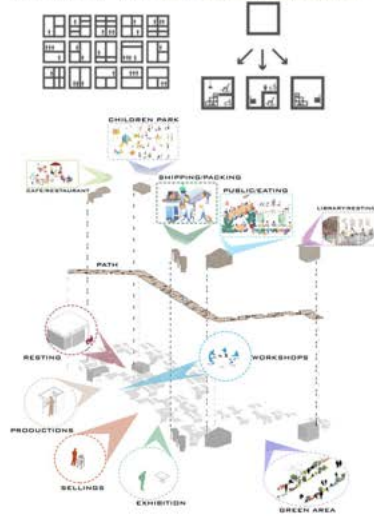 CHILDREN PARK
SHIPPING/PACKING
CAFE/RESTAURANT
PUBLIC/EATING
LIBRARY/RESTING
PATH
RESTING
WORKSHOPS
PRODUCTIONS
SELLINGS
EXHIBITION
GREEN AREA